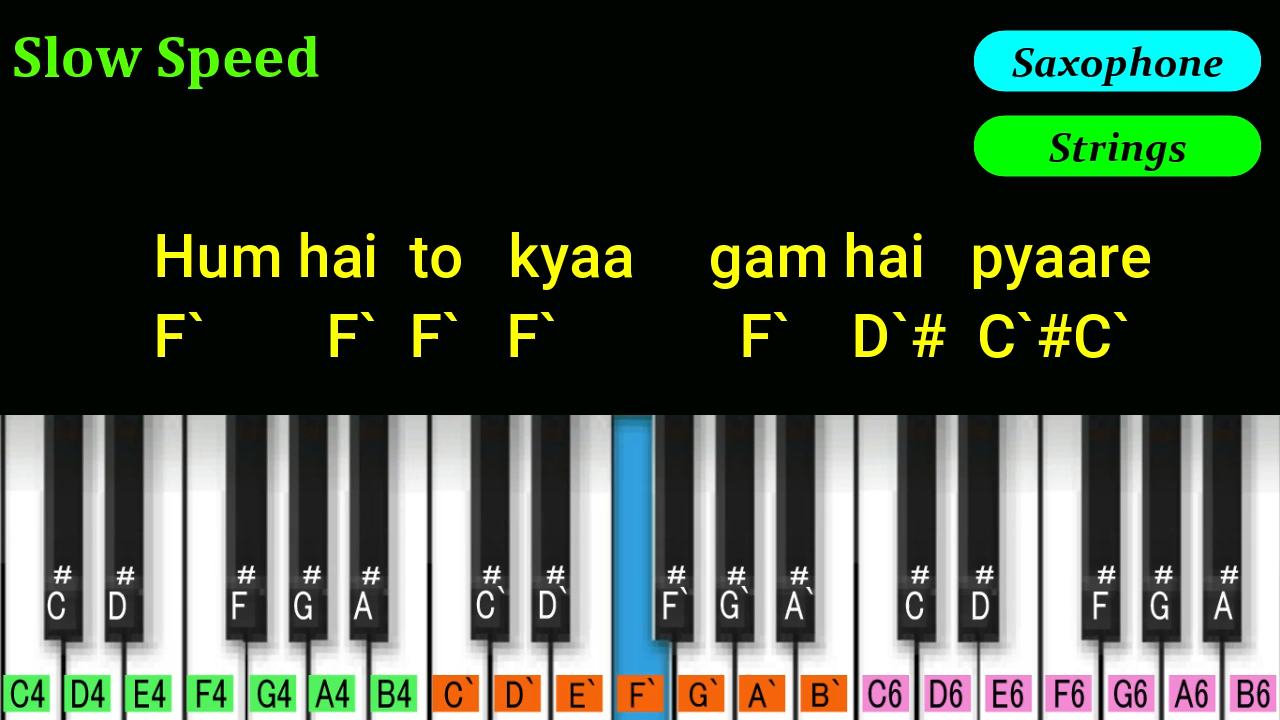 Slow Speed
Saxophone
Strings
Hum hai to kyaa gam hai pyaare
F` F` F` F` F` D`# C`#C`
# # # # # # # # # # # # # # #
C D F G A C` D` F` G` A` C D F G A
C4 D4 E4 F4 G4 A4 B4 C` D` E` F` G` A` B` C6 D6 E6 F6 G6 A6 B6